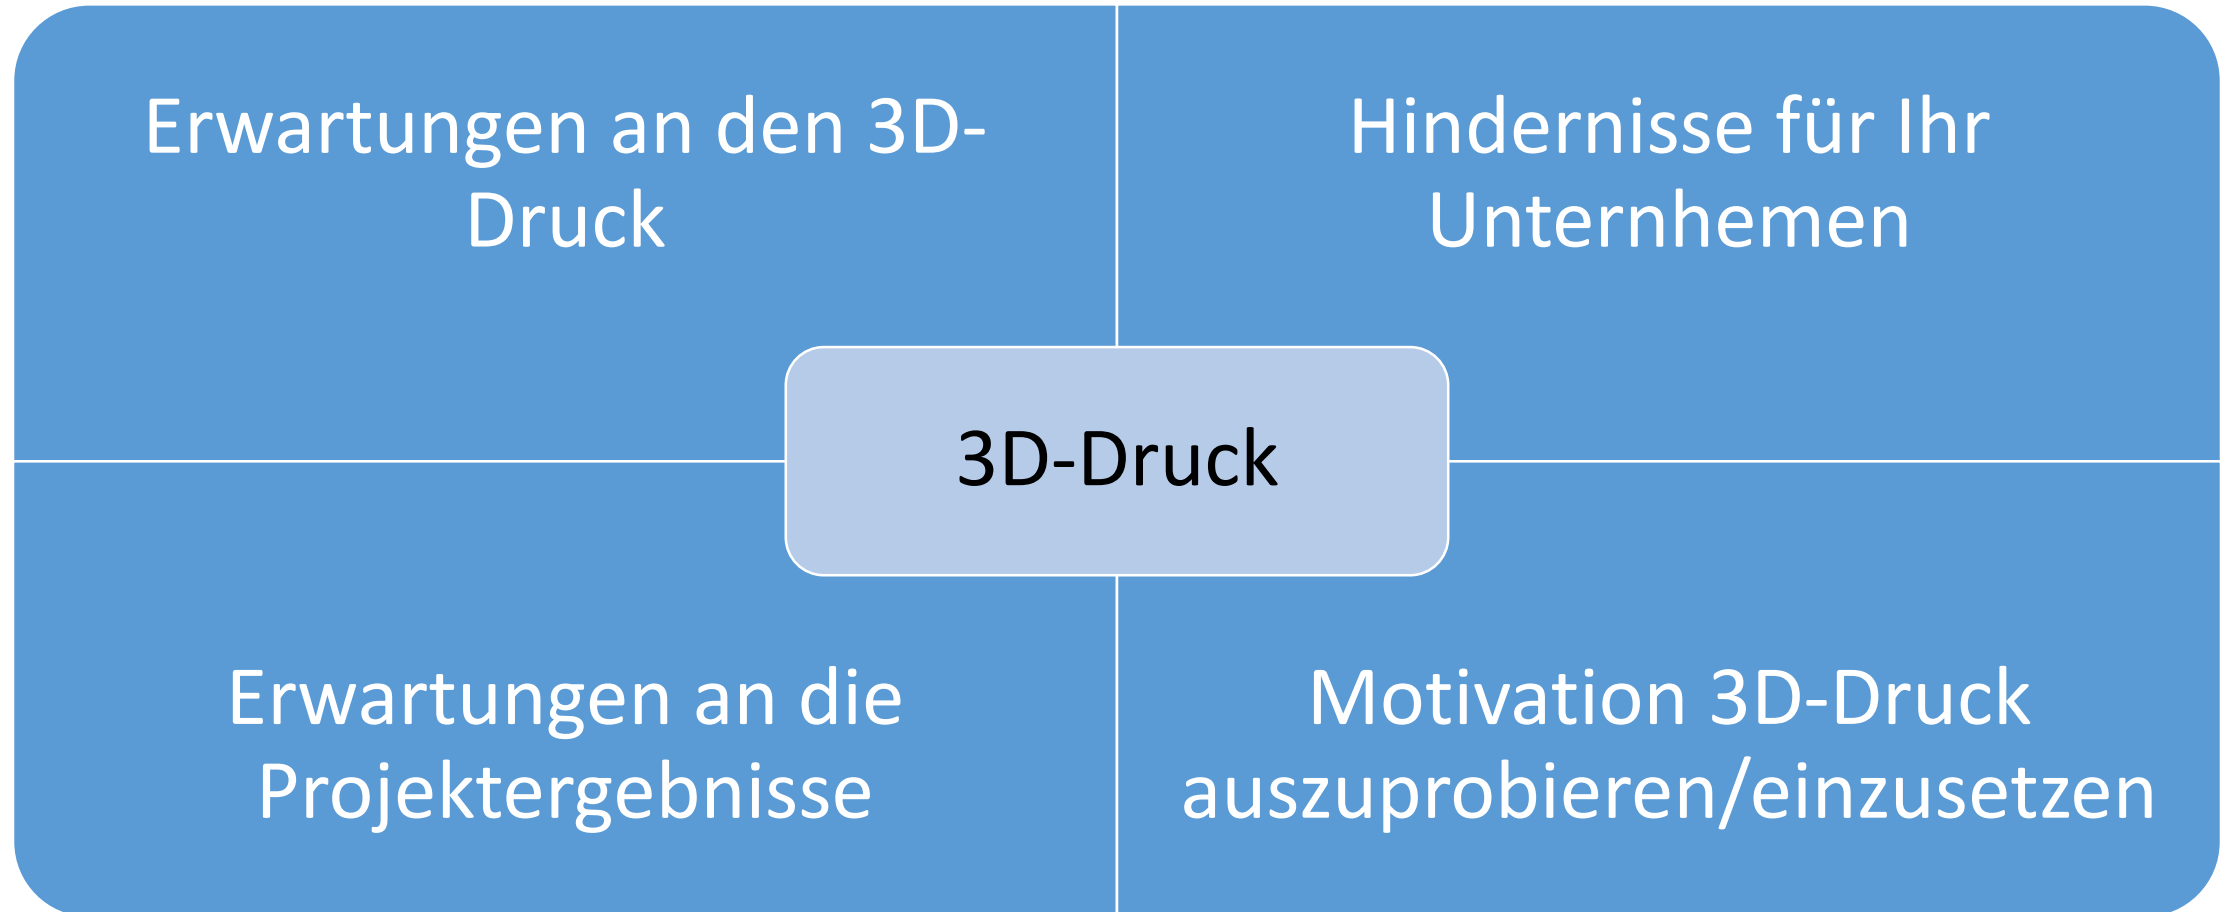 Erwartungen an den 3D-
Druck
Hindernisse für Ihr
Unternhemen
3D-Druck
Erwartungen an die
Projektergebnisse
Motivation 3D-Druck
auszuprobieren/einzusetzen